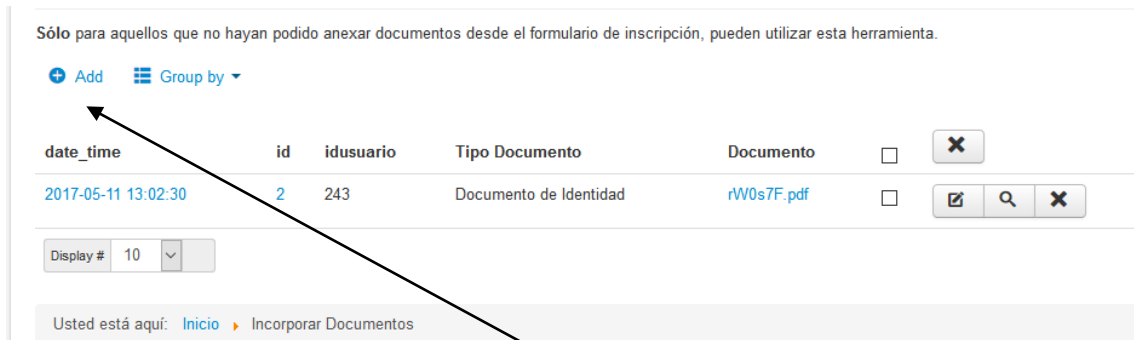 Sólo para aquellos que no hayan podido anexar documentos desde el formulario de inscripción, pueden utilizar esta herramienta.
Add Group by
date_time id idusuario Tipo Documento Documento
2017-05-11 13:02:30 2 243 Documento de Identidad rW0s7F.pdf
Display # 10
Usted está aquí: Inicio Incorporar Documentos